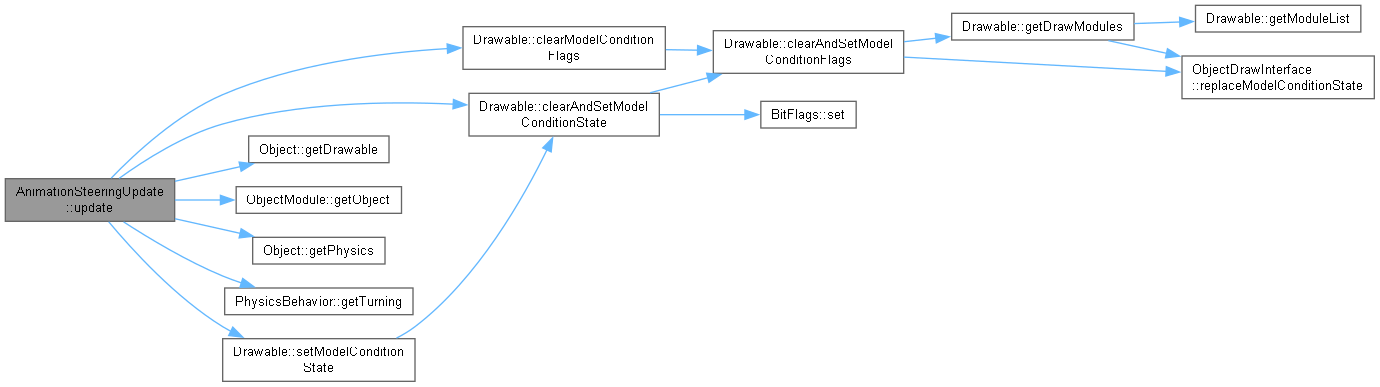 AnimationSteeringUpdate
::update
Drawable::clearModelCondition
Flags
Drawable::clearAndSetModel
ConditionState
Object::getDrawable
ObjectModule::getObject
Object::getPhysics
PhysicsBehavior::getTurning
Drawable::setModelCondition
State
Drawable::clearAndSetModel
ConditionFlags
BitFlags::set
Drawable::getDrawModules
Drawable::getModuleList
ObjectDrawInterface
::replaceModelConditionState